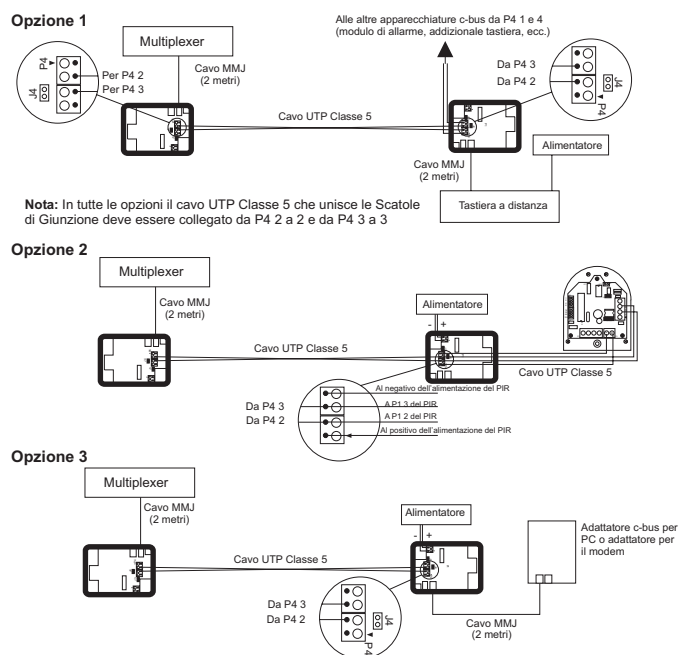 Opzione 1
Multiplexer
Cavo MMJ
(2 metri)
P4
J4
Per P4 2
Per P4 3
Cavo UTP Classe 5
Alle altre apparecchiature c-bus da P4 1 e 4
(modulo di allarme, addizionale tastiera, ecc.)
Da P4 3
Da P4 2
J4
P4
Alimentatore
Cavo MMJ
(2 metri)
Tastiera a distanza
Nota: In tutte le opzioni il cavo UTP Classe 5 che unisce le Scatole
di Giunzione deve essere collegato da P4 2 a 2 e da P4 3 a 3
Opzione 2
Multiplexer
Cavo MMJ
(2 metri)
Cavo UTP Classe 5
Alimentatore
- +
Cavo UTP Classe 5
Da P4 3
Da P4 2
Al negativo dell'alimentazione del PIR
A P1 3 del PIR
A P1 2 del PIR
Al positivo dell'alimentazione del PIR
Opzione 3
Multiplexer
Cavo MMJ
(2 metri)
Cavo UTP Classe 5
Alimentatore
- +
Adattatore c-bus per
PC o adattatore per
il modem
Da P4 3
Da P4 2
J4
P4
Cavo MMJ
(2 metri)